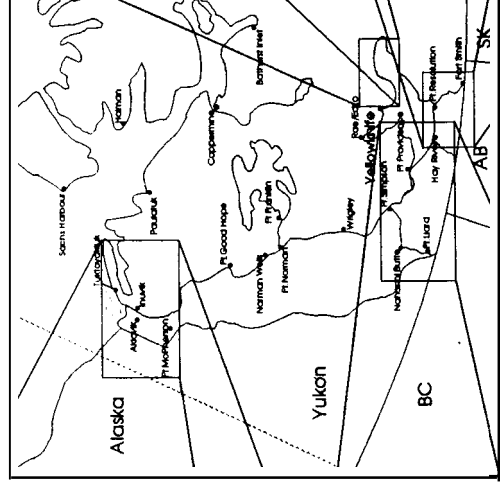 Sachs Harbour
Holman
Bathurst Inlet
Coppermine
Paulatuk
Tuktoyaktuk
Inuvik
Aklavik
Ft McPherson
Ft Good Hope
Norman Wells
Ft Franklin
Ft Norman
Wrigley
Rae/Edzo
Yellowknife
Ft Simpson
Ft Providence
Ft Resolution
Hay River
Fort Smith
Nahanni Butte
Ft Liard
Alaska
Yukon
BC
AB
SK